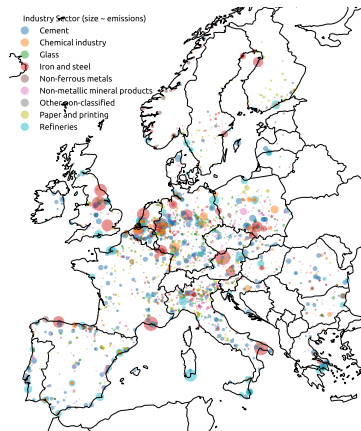 Industry Sector (size ~ emissions)
Cement
Chemical industry
Glass
Iron and steel
Non-ferrous metals
Non-metallic mineral products
Other non-classified
Paper and printing
Refineries